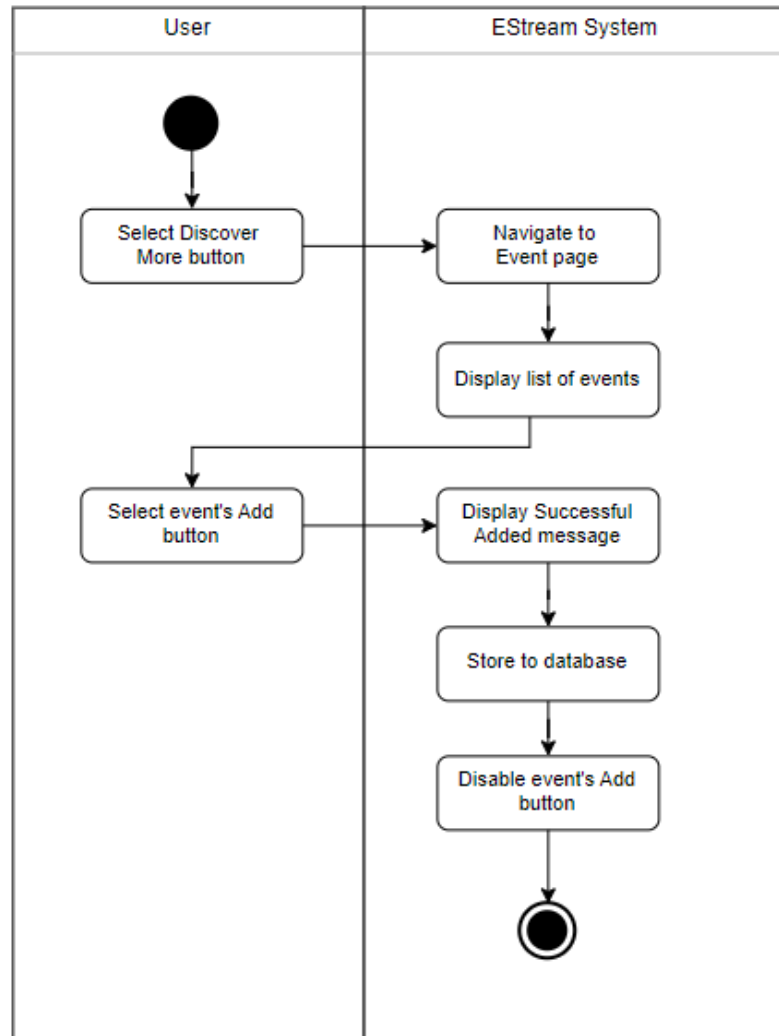 User
EStream System
Select Discover
More button
Navigate to
Event page
Display list of events
Select event's Add
button
Display Successful
Added message
Store to database
Disable event's Add
button